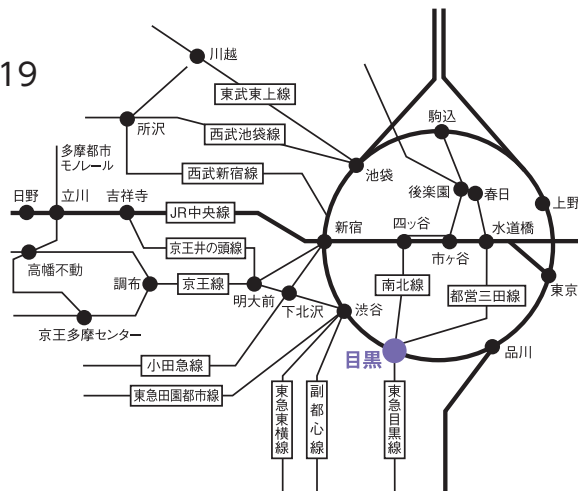 19
川越
東武東上線
駒込
所沢
西武池袋線
多摩都市
モノレール
池袋
西武新宿線
後楽園
春日
上野
日野
立川
吉祥寺
JR中央線
新宿
四ッ谷
水道橋
京王井の頭線
市ヶ谷
高幡不動
調布
京王線
明大前
南北線
都営三田線
東京
下北沢
渋谷
京王多摩センター
目黒
品川
小田急線
東急田園都市線
東急東横線
副都心線
東急目黒線